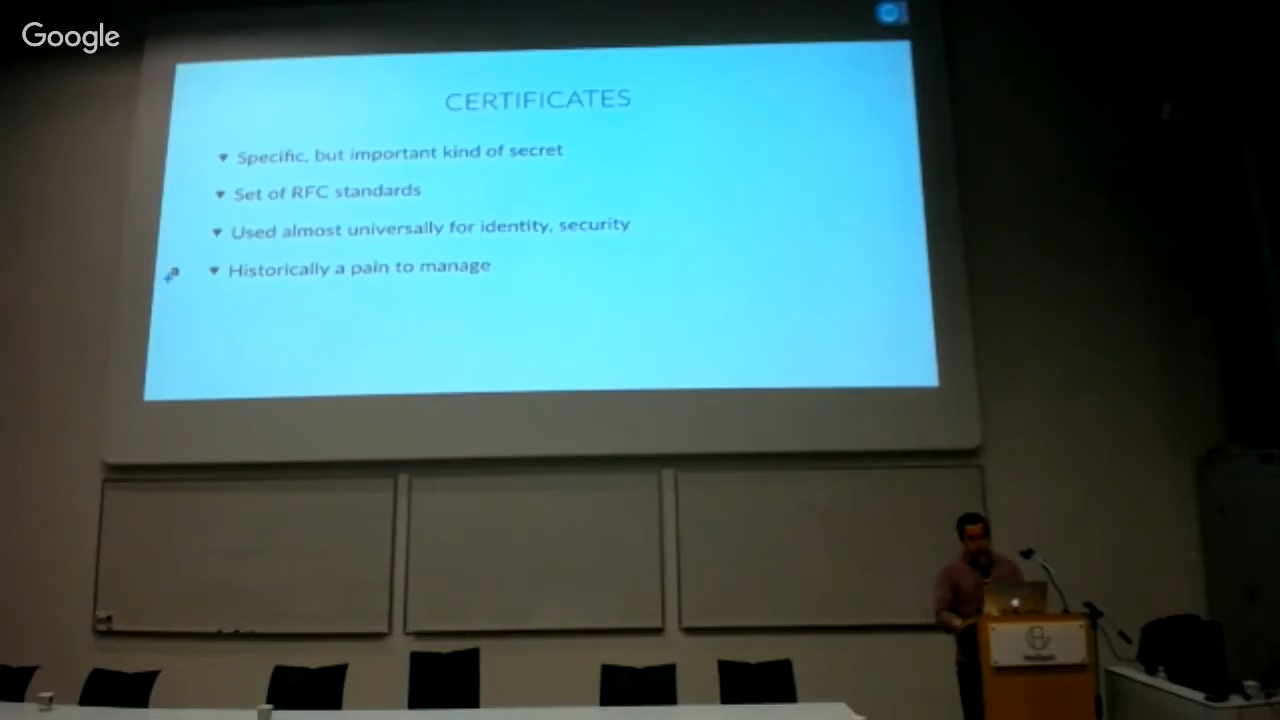 Google
CERTIFICATES
Specific, but important kind of secret
Set of RFC standards
Used almost universally for identity, security
Historically a pain to manage